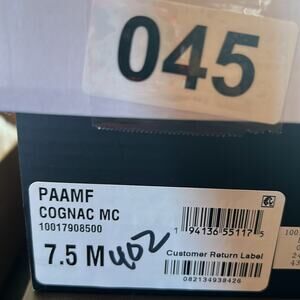 045
PAAMF
COGNAC MC
10017908500
7.5 M 402
1 94136 55117 5
Customer Return Label
082134938426